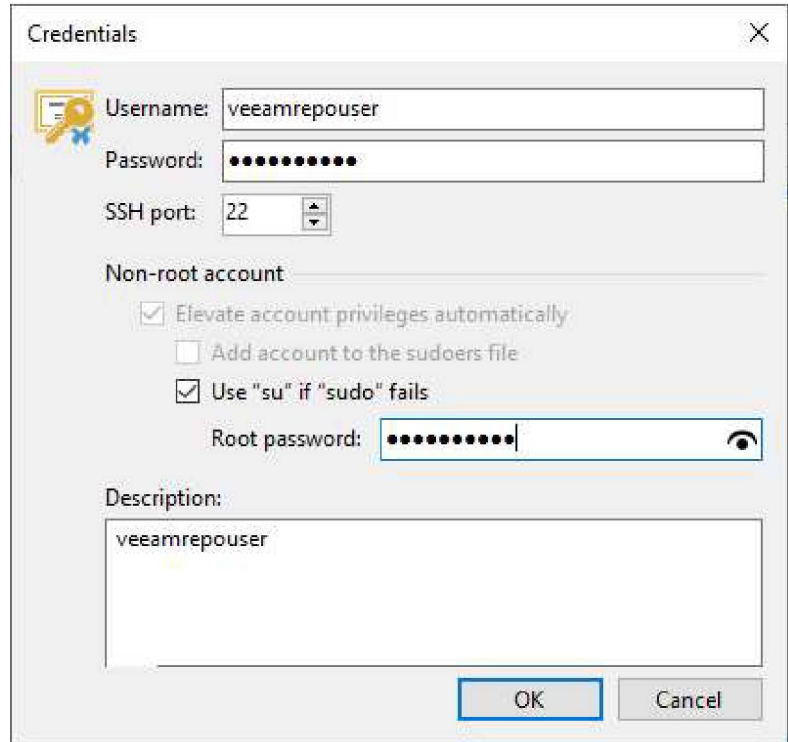 Credentials
Username: veeamrepouser
Password: ●●●●●●●●●●
SSH port: 22
Non-root account
Elevate account privileges automatically
Add account to the sudoers file
Use "su" if "sudo" fails
Root password: ●●●●●●●●●●
Description:
veeamrepouser
OK Cancel